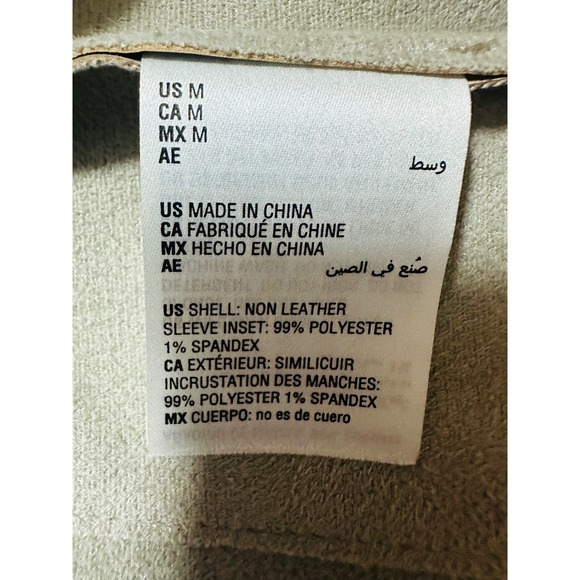 US M
CA M
MX M
AE وسط
US MADE IN CHINA
CA FABRIQUÉ EN CHINE
MX HECHO EN CHINA
AE صُنع في الصين
US SHELL: NON LEATHER
SLEEVE INSET: 99% POLYESTER
1% SPANDEX
CA EXTÉRIEUR: SIMILICUIR
INCRUSTATION DES MANCHES:
99% POLYESTER 1% SPANDEX
MX CUERPO: no es de cuero